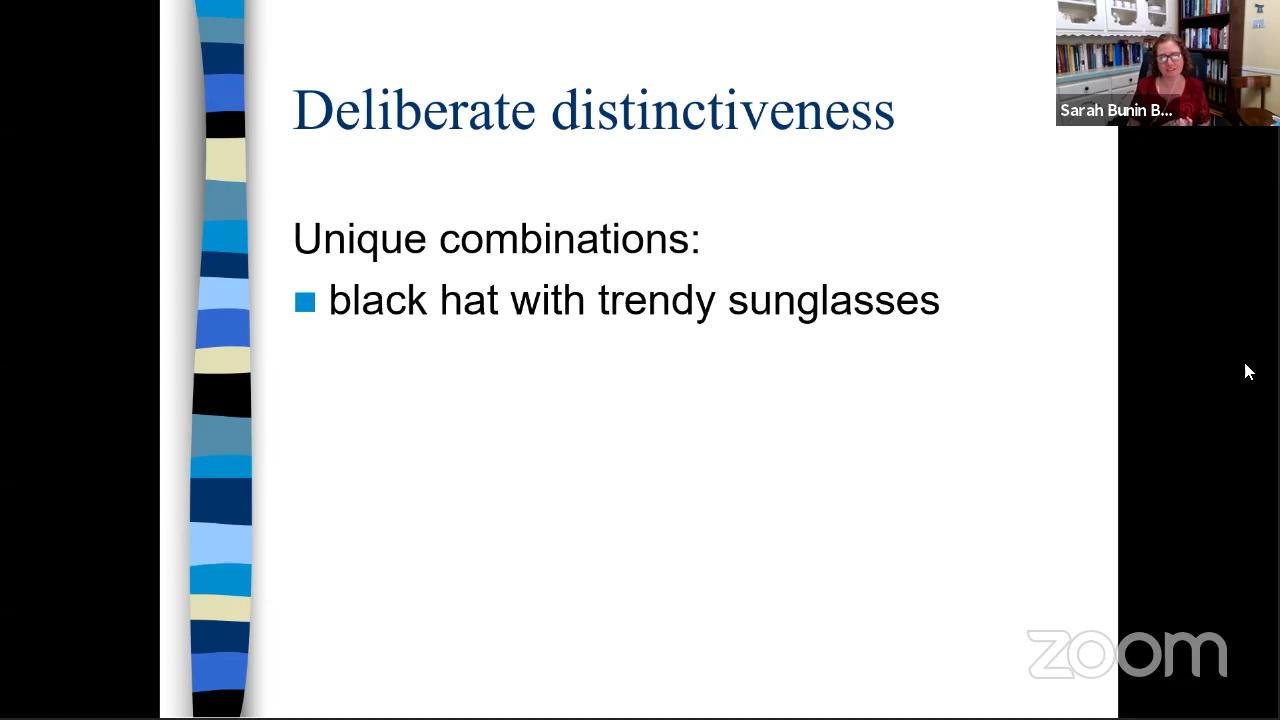 Deliberate distinctiveness
Sarah Bunin B...
Unique combinations:
black hat with trendy sunglasses
zoom